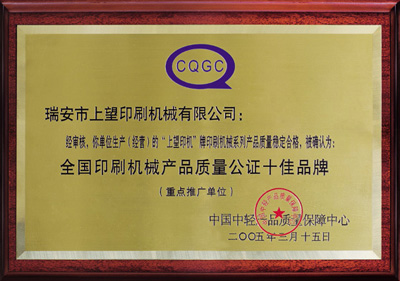 CQGC
瑞安市上望印刷机械有限公司：
经审核，你单位生产（经营）的“上望印机”牌印刷机械系列产品质量稳定合格，被确认为：
全国印刷机械产品质量公证十佳品牌
（重点推广单位）
中国中轻产品质量保障中心
二〇〇五年三月十五日